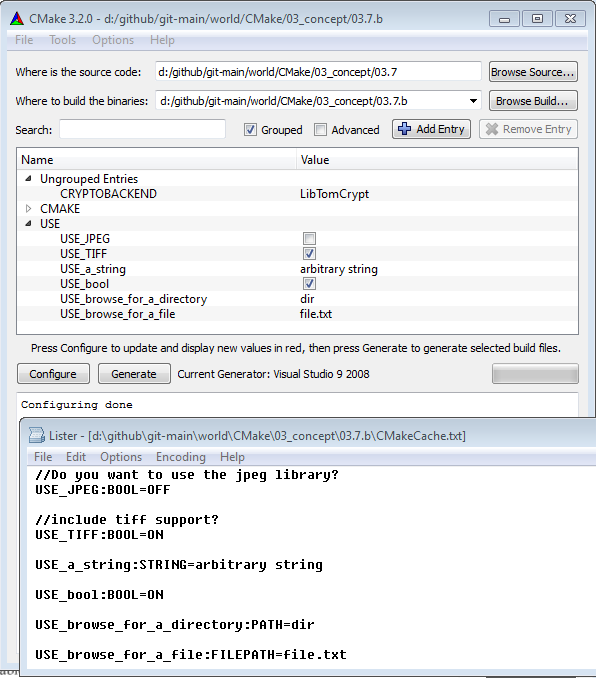 CMake 3.2.0 - d:/github/git-main/world/CMake/03_concept/03.7.b
File Tools Options Help
Where is the source code: d:/github/git-main/world/CMake/03_concept/03.7 Browse Source...
Where to build the binaries: d:/github/git-main/world/CMake/03_concept/03.7.b Browse Build...
Search: Grouped Advanced Add Entry Remove Entry
Name Value
Ungrouped Entries
CRYPTOBACKEND LibTomCrypt
CMAKE
USE
USE_JPEG
USE_TIFF
USE_a_string arbitrary string
USE_bool
USE_browse_for_a_directory dir
USE_browse_for_a_file file.txt
Press Configure to update and display new values in red, then press Generate to generate selected build files.
Configure Generate Current Generator: Visual Studio 9 2008
Configuring done
Lister - [d:\github\git-main\world\CMake\03_concept\03.7.b\CMakeCache.txt]
File Edit Options Encoding Help
//Do you want to use the jpeg library?
USE_JPEG:BOOL=OFF
//include tiff support?
USE_TIFF:BOOL=ON
USE_a_string:STRING=arbitrary string
USE_bool:BOOL=ON
USE_browse_for_a_directory:PATH=dir
USE_browse_for_a_file:FILEPATH=file.txt